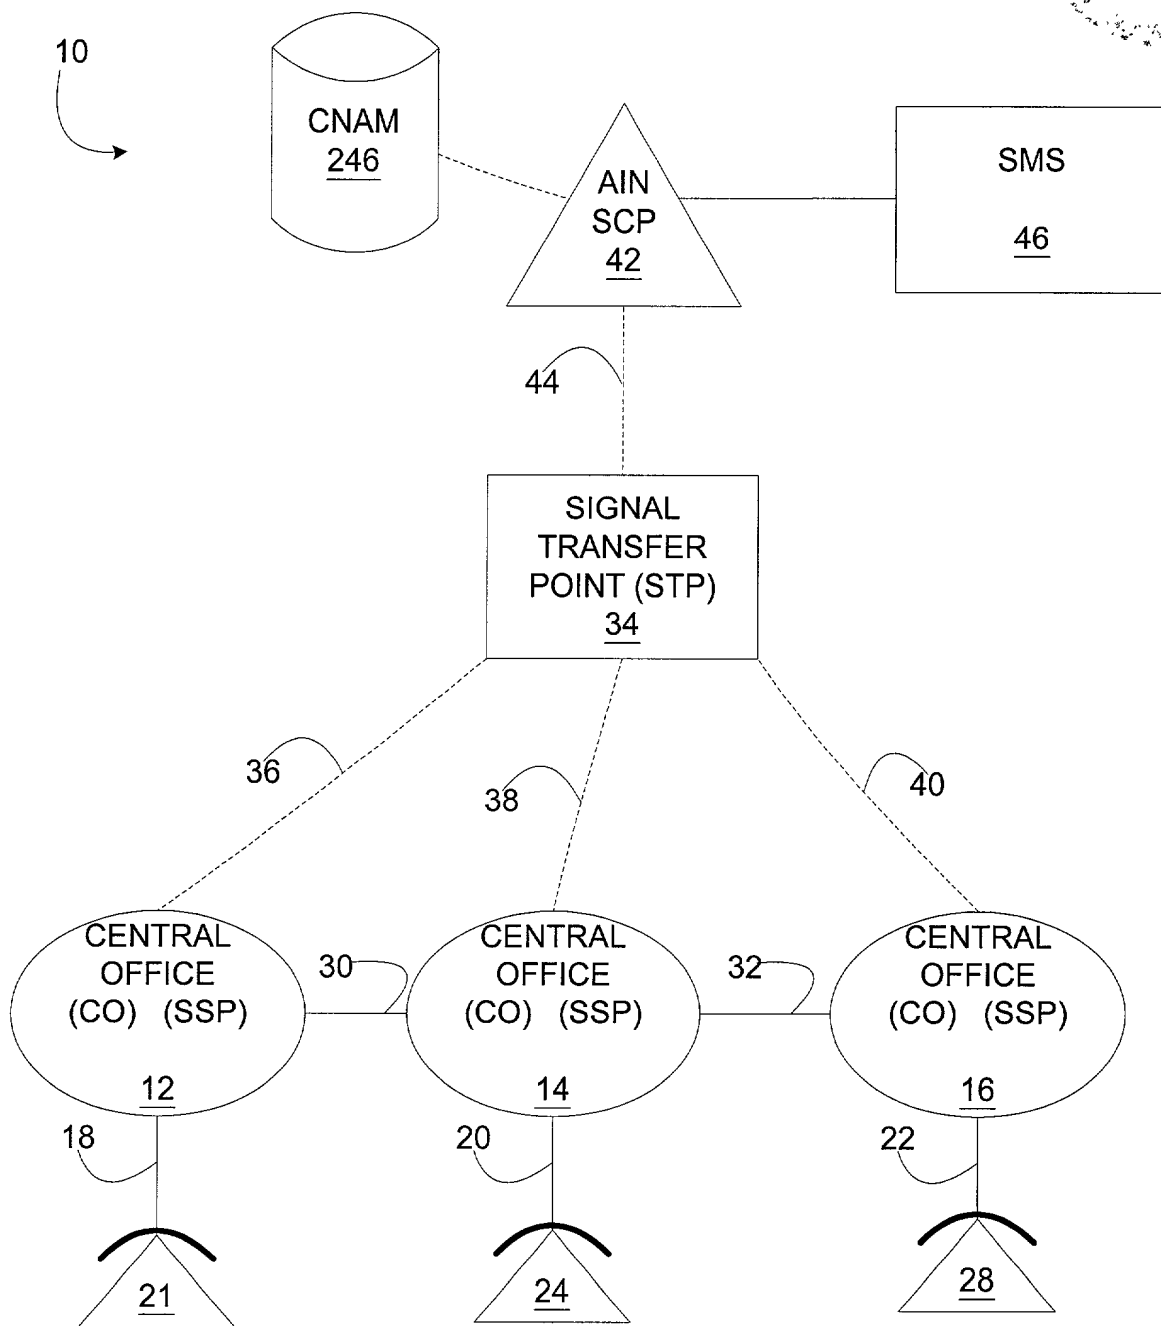 10
CNAM
246
AIN
SCP
42
SMS
46
44
SIGNAL
TRANSFER
POINT (STP)
34
36
38
40
CENTRAL
OFFICE
(CO) (SSP)
12
30
CENTRAL
OFFICE
(CO) (SSP)
14
32
CENTRAL
OFFICE
(CO) (SSP)
16
18
20
22
21
24
28